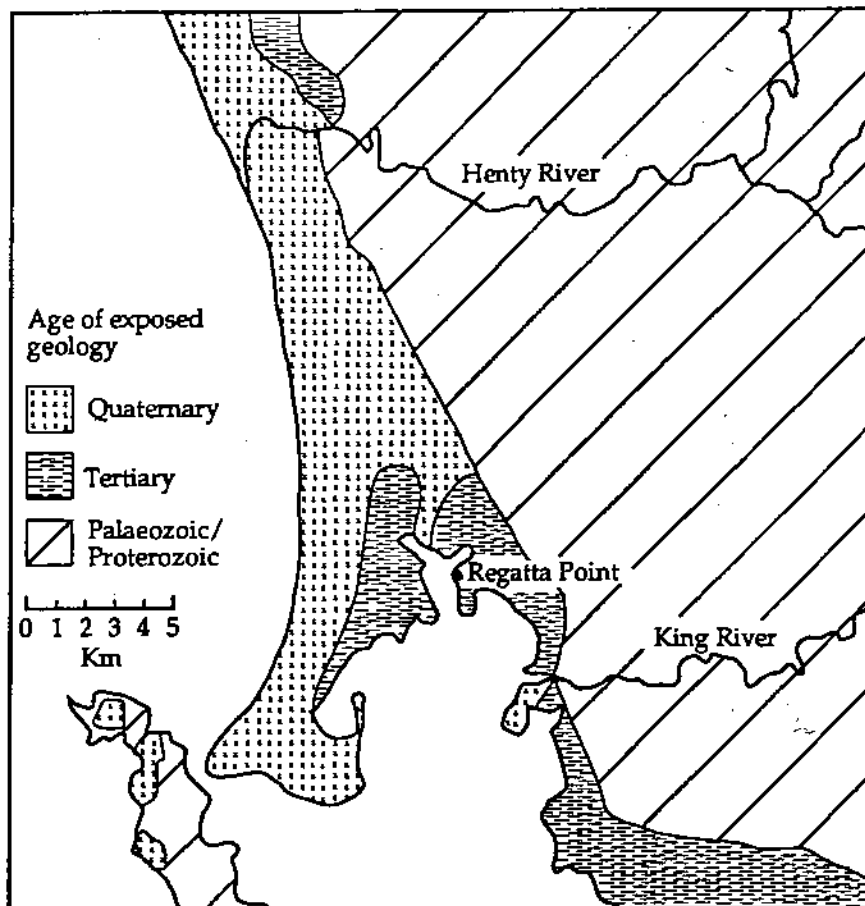 Henty River
Age of exposed
geology
Quaternary
Tertiary
Palaeozoic/
Proterozoic
Regatta Point
King River
0 1 2 3 4 5
Km